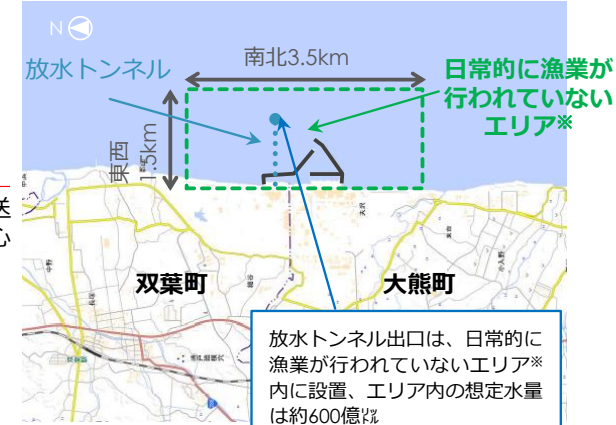 N
放水トンネル
南北3.5km
日常的に漁業が
行われていない
エリア※
東西
1.5km
送
心
双葉町
大熊町
放水トンネル出口は、日常的に
漁業が行われていないエリア※
内に設置、エリア内の想定水量
は約600億㍑